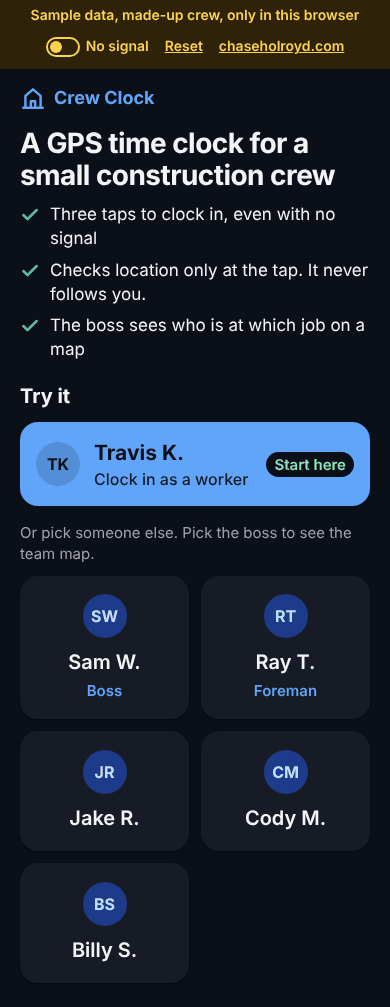 Sample data, made-up crew, only in this browser
No signal Reset chaseholroyd.com
Crew Clock
A GPS time clock for a
small construction crew
Three taps to clock in, even with no
signal
Checks location only at the tap. It never
follows you.
The boss sees who is at which job on a
map
Try it
TK
Travis K.
Clock in as a worker
Start here
Or pick someone else. Pick the boss to see the
team map.
SW
Sam W.
Boss
RT
Ray T.
Foreman
JR
Jake R.
CM
Cody M.
BS
Billy S.